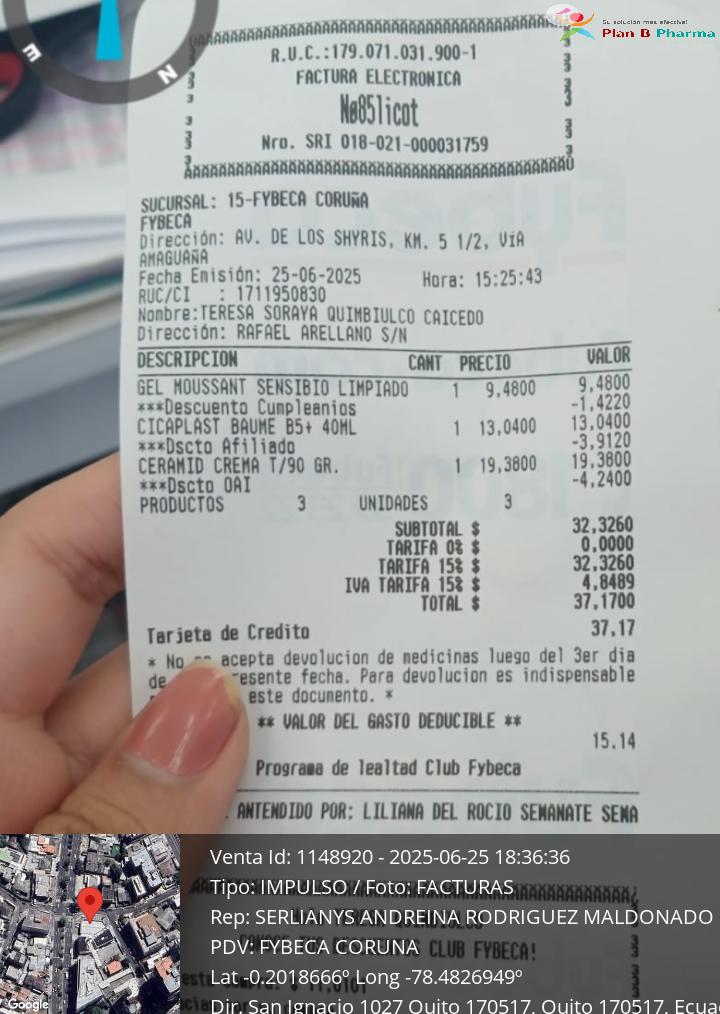 Su solución más efectiva!
Plan B Pharma
E
N
R.U.C.:179.071.031.900-1
FACTURA ELECTRONICA
Nø85licot
Nro. SRI 018-021-000031759
SUCURSAL: 15-FYBECA CORUÑA
FYBECA
Dirección: AV. DE LOS SHYRIS, KM. 5 1/2, VíA
AMAGUAÑA
Fecha Emisión: 25-06-2025 Hora: 15:25:43
RUC/CI : 1711950830
Nombre:TERESA SORAYA QUIMBIULCO CAICEDO
Dirección: RAFAEL ARELLANO S/N
DESCRIPCION CANT PRECIO VALOR
GEL MOUSSANT SENSIBIO LIMPIADO 1 9,4800 9,4800
***Descuento Cumpleanios -1,4220
CICAPLAST BAUME B5+ 40ML 1 13,0400 13,0400
***Dscto Afiliado -3,9120
CERAMID CREMA T/90 GR. 1 19,3800 19,3800
***Dscto OAI -4,2400
PRODUCTOS 3 UNIDADES 3
SUBTOTAL $ 32,3260
TARIFA 0% $ 0,0000
TARIFA 15% $ 32,3260
IVA TARIFA 15% $ 4,8489
TOTAL $ 37,1700
Tarjeta de Credito 37,17
* No se acepta devolucion de medicinas luego del 3er dia
de esente fecha. Para devolucion es indispensable
este documento. *
** VALOR DEL GASTO DEDUCIBLE **
15.14
Programa de lealtad Club Fybeca
ANTENDIDO POR: LILIANA DEL ROCIO SEMANATE SEMA
CLUB FYBECA!
Venta Id: 1148920 - 2025-06-25 18:36:36
Tipo: IMPULSO / Foto: FACTURAS
Rep: SERLIANYS ANDREINA RODRIGUEZ MALDONADO
PDV: FYBECA CORUNA
Lat -0.2018666º Long -78.4826949º
Dir. San Ignacio 1027 Quito 170517, Quito 170517, Ecua
Google